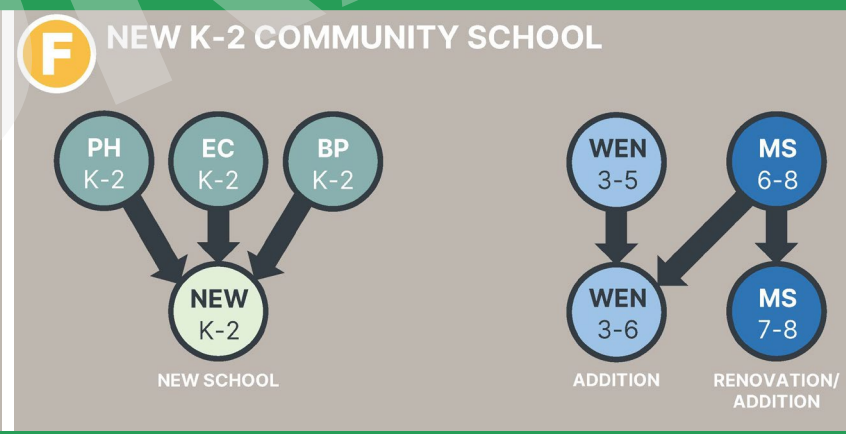 F
NEW K-2 COMMUNITY SCHOOL
PH
K-2
EC
K-2
BP
K-2
WEN
3-5
MS
6-8
NEW
K-2
WEN
3-6
MS
7-8
NEW SCHOOL
ADDITION
RENOVATION/
ADDITION